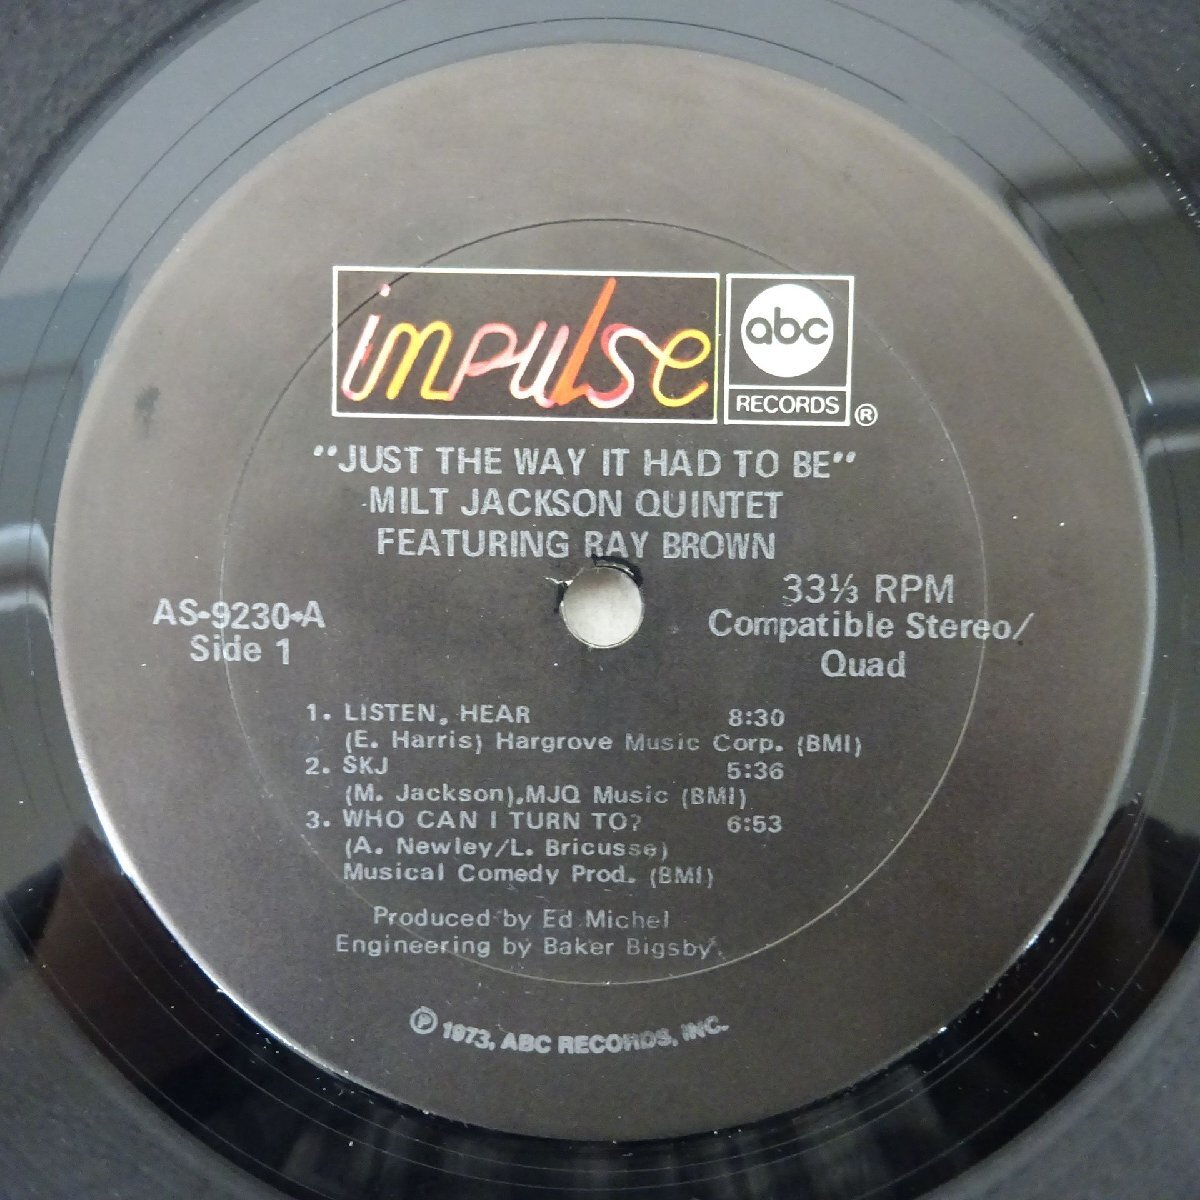 impulse
abc
RECORDS ®
"JUST THE WAY IT HAD TO BE"
MILT JACKSON QUINTET
FEATURING RAY BROWN
AS-9230-A
Side 1
33⅓ RPM
Compatible Stereo/
Quad
1. LISTEN, HEAR 8:30
(E. Harris) Hargrove Music Corp. (BMI)
2. SKJ 5:36
(M. Jackson),MJQ Music (BMI)
3. WHO CAN I TURN TO? 6:53
(A. Newley/L. Bricusse)
Musical Comedy Prod. (BMI)
Produced by Ed Michel
Engineering by Baker Bigsby
℗ 1973, ABC RECORDS, INC.